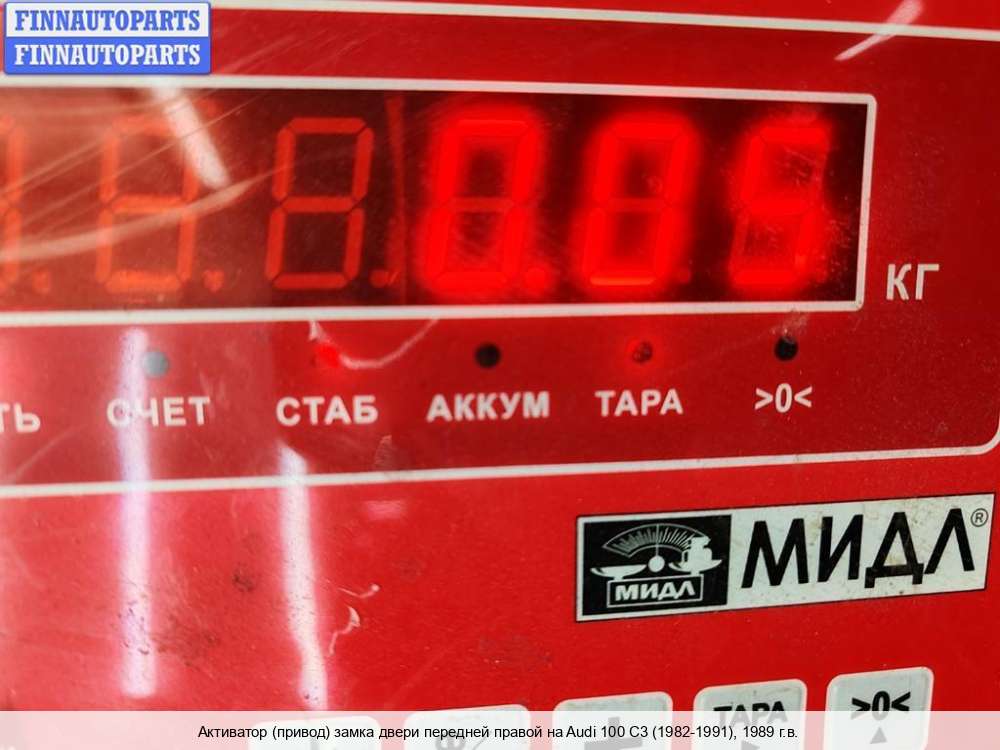 FINNAUTOPARTS
FINNAUTOPARTS
КГ
СЧЕТ СТАБ АККУМ ТАРА >0<
МИДЛ®
МИДЛ
ТАРА >0<
Активатор (привод) замка двери передней правой на Audi 100 C3 (1982-1991), 1989 г.в.